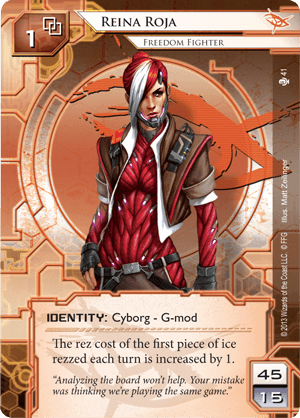 1
Reina Roja
Freedom Fighter
41
Illus. Matt Zeilinger
© 2013 Wizards of the Coast LLC. © FFG
Identity: Cyborg - G-mod
The rez cost of the first piece of ice
rezzed each turn is increased by 1.
"Analyzing the board won't help. Your mistake
was thinking we're playing the same game."
45
15